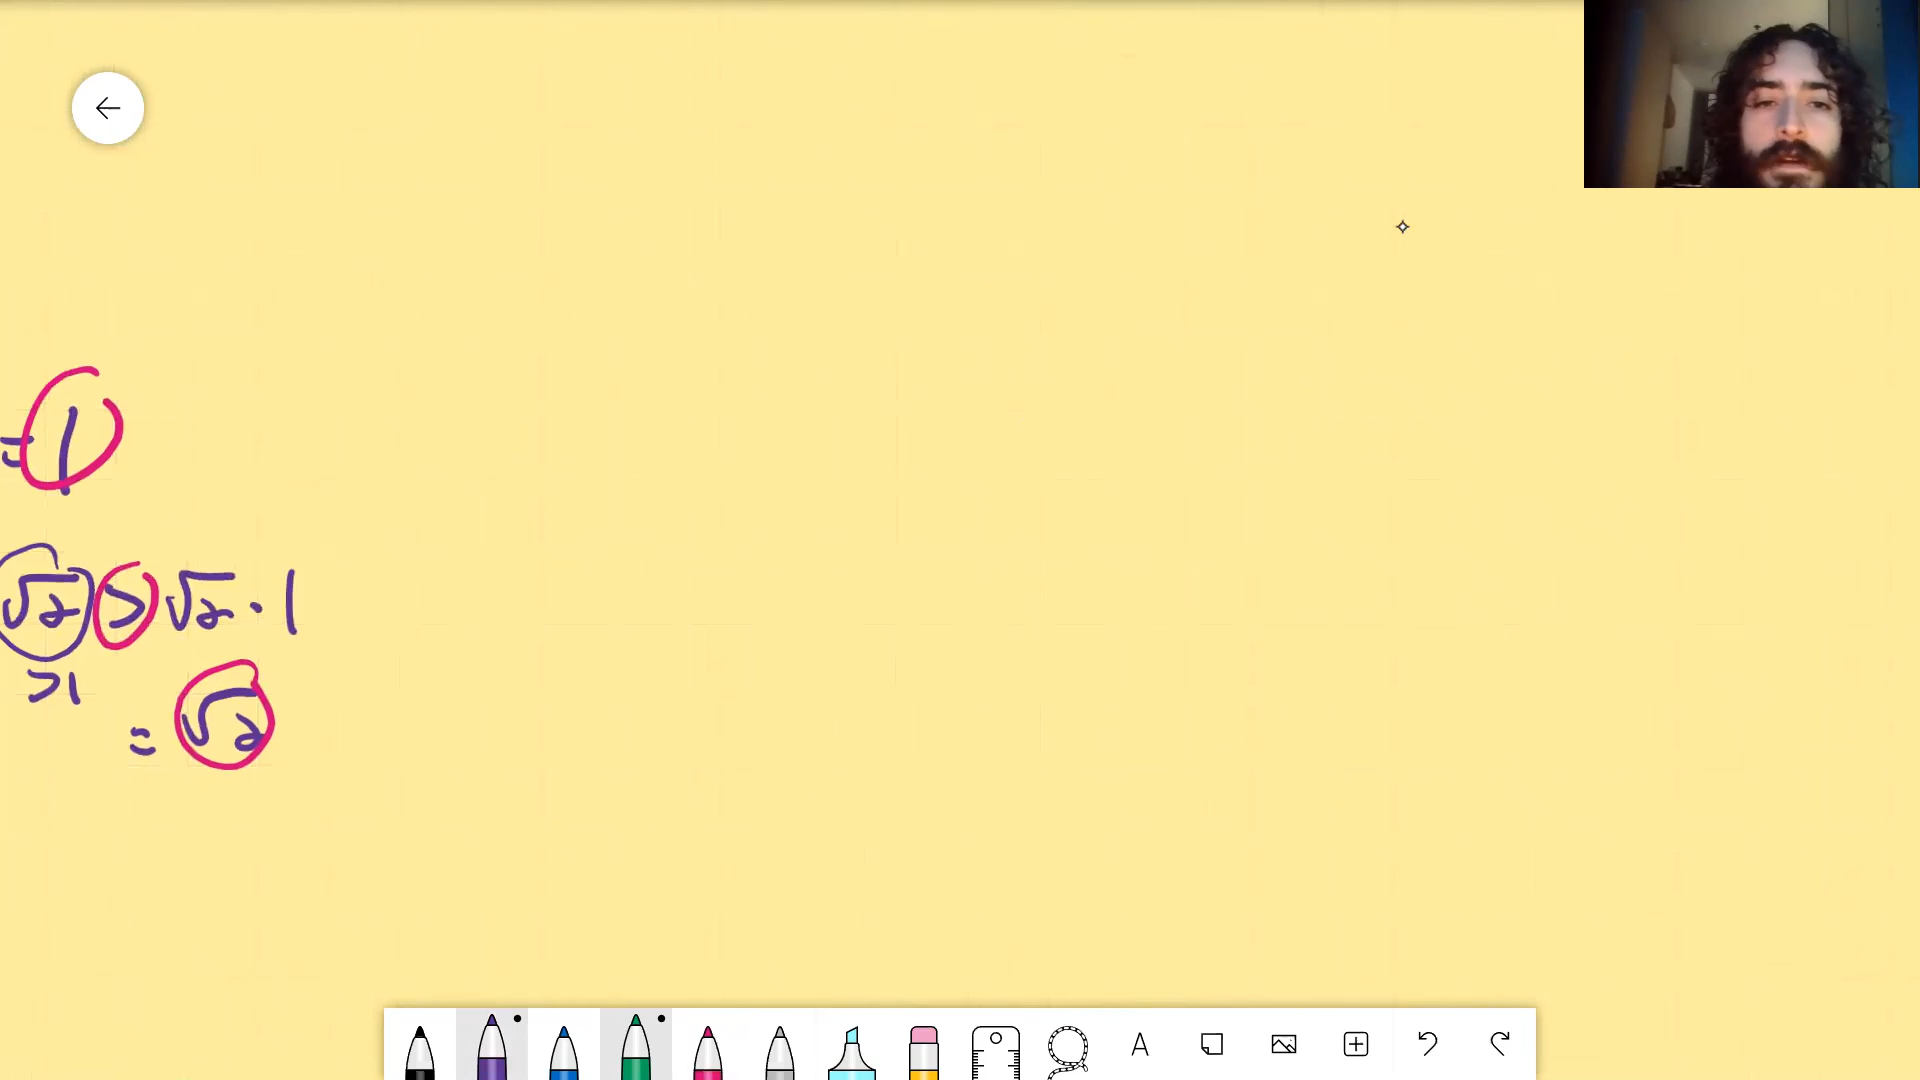 = 1
√2 > √2 · 1
>1
= √2
A